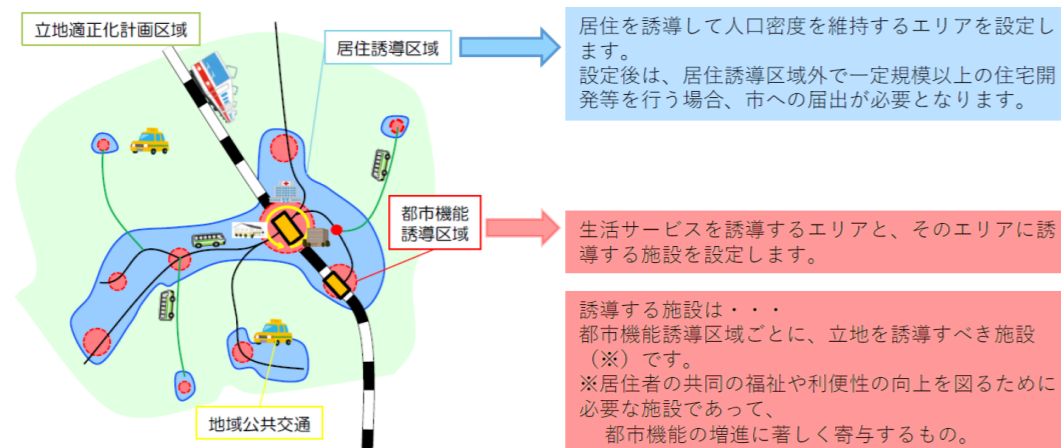 立地適正化計画区域
居住誘導区域
居住を誘導して人口密度を維持するエリアを設定し
ます。
設定後は、居住誘導区域外で一定規模以上の住宅開
発等を行う場合、市への届出が必要となります。
都市機能
誘導区域
生活サービスを誘導するエリアと、そのエリアに誘
導する施設を設定します。
誘導する施設は・・・
都市機能誘導区域ごとに、立地を誘導すべき施設
（※）です。
※居住者の共同の福祉や利便性の向上を図るために
必要な施設であって、
都市機能の増進に著しく寄与するもの。
地域公共交通